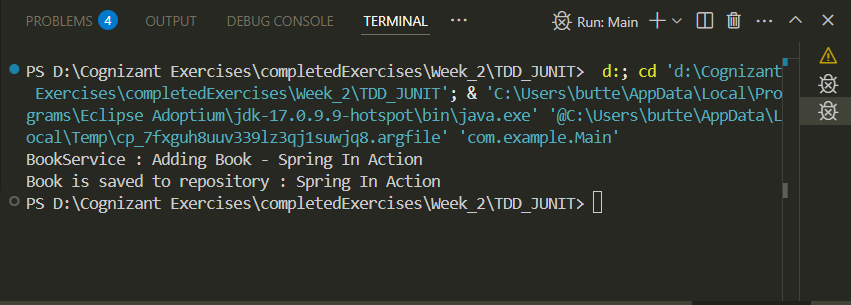 PROBLEMS 4 OUTPUT DEBUG CONSOLE TERMINAL Run: Main
PS D:\Cognizant Exercises\completedExercises\Week_2\TDD_JUNIT>  d:; cd 'd:\Cognizant
 Exercises\completedExercises\Week_2\TDD_JUNIT'; & 'C:\Users\butte\AppData\Local\Pro
grams\Eclipse Adoptium\jdk-17.0.9.9-hotspot\bin\java.exe' '@C:\Users\butte\AppData\L
ocal\Temp\cp_7fxguh8uuv339lz3qj1suwjq8.argfile' 'com.example.Main'
BookService : Adding Book - Spring In Action
Book is saved to repository : Spring In Action
PS D:\Cognizant Exercises\completedExercises\Week_2\TDD_JUNIT>